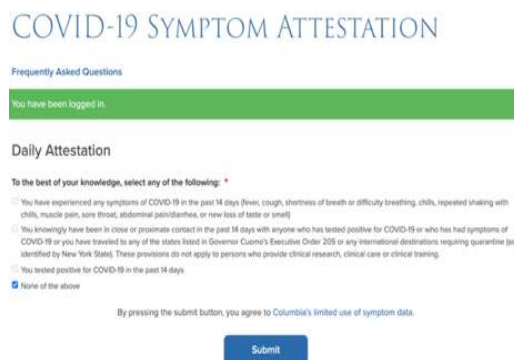 COVID-19 SYMPTOM ATTESTATION
Frequently Asked Questions
You have been logged in.
Daily Attestation
To the best of your knowledge, select any of the following: *
You have experienced any symptoms of COVID-19 in the past 14 days (fever, cough, shortness of breath or difficulty breathing, chills, repeated shaking with
chills, muscle pain, sore throat, abdominal pain/diarrhea, or new loss of taste or smell)
You knowingly have been in close or proximate contact in the past 14 days with anyone who has tested positive for COVID-19 or who has had symptoms of
COVID-19 or you have traveled to any of the states listed in Governor Cuomo's Executive Order 205 or any international destinations requiring quarantine (as
identified by New York State). These provisions do not apply to persons who provide clinical research, clinical care or clinical training.
You tested positive for COVID-19 in the past 14 days
None of the above
By pressing the submit button, you agree to Columbia's limited use of symptom data.
Submit